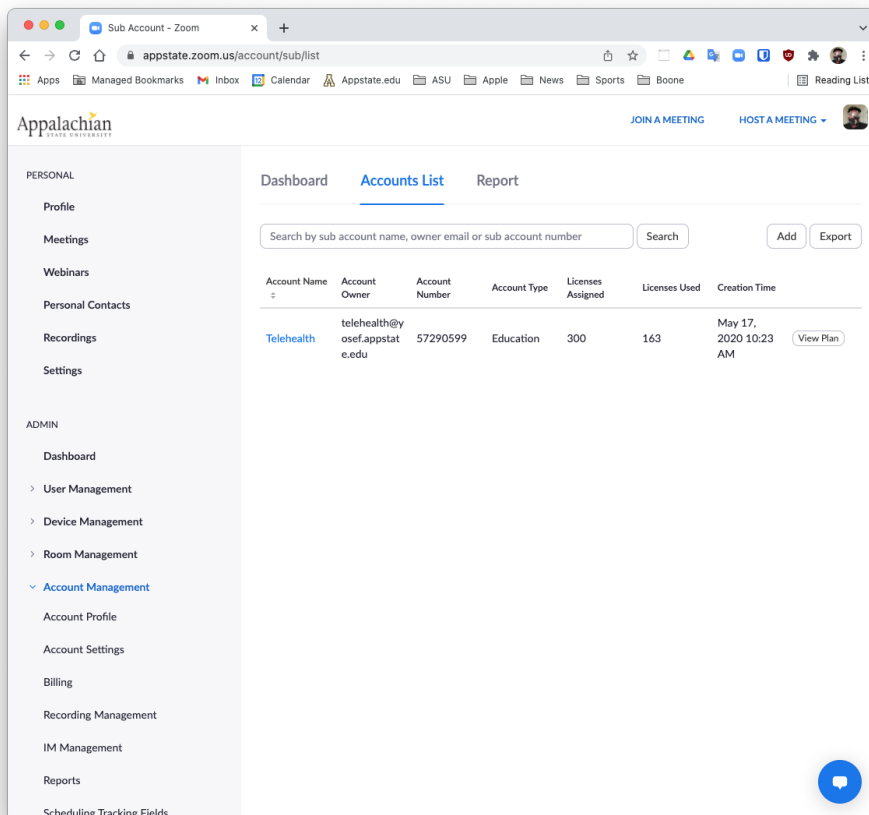 Sub Account - Zoom
appstate.zoom.us/account/sub/list
Apps Managed Bookmarks Inbox Calendar Appstate.edu ASU Apple News Sports Boone Reading List
Appalachian
STATE UNIVERSITY
JOIN A MEETING HOST A MEETING
PERSONAL
Profile
Meetings
Webinars
Personal Contacts
Recordings
Settings
ADMIN
Dashboard
User Management
Device Management
Room Management
Account Management
Account Profile
Account Settings
Billing
Recording Management
IM Management
Reports
Scheduling Tracking Fields
Dashboard Accounts List Report
Search by sub account name, owner email or sub account number Search Add Export
Account Name Account Owner Account Number Account Type Licenses Assigned Licenses Used Creation Time
Telehealth telehealth@yosef.appstate.edu 57290599 Education 300 163 May 17, 2020 10:23 AM View Plan